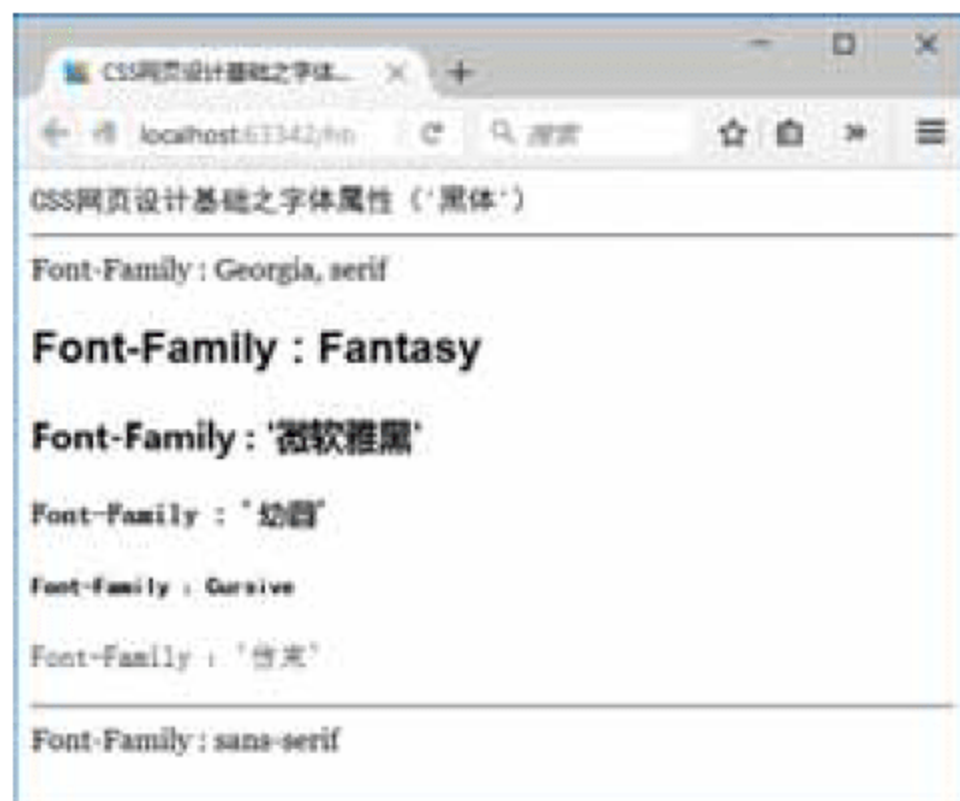 CSS网页设计基础之字体...
localhost:63342/hn
搜索
CSS网页设计基础之字体属性（'黑体'）
Font-Family : Georgia, serif
Font-Family : Fantasy
Font-Family : '微软雅黑'
Font-Family : '幼圆'
Font-Family : Cursive
Font-Family : '仿宋'
Font-Family : sans-serif